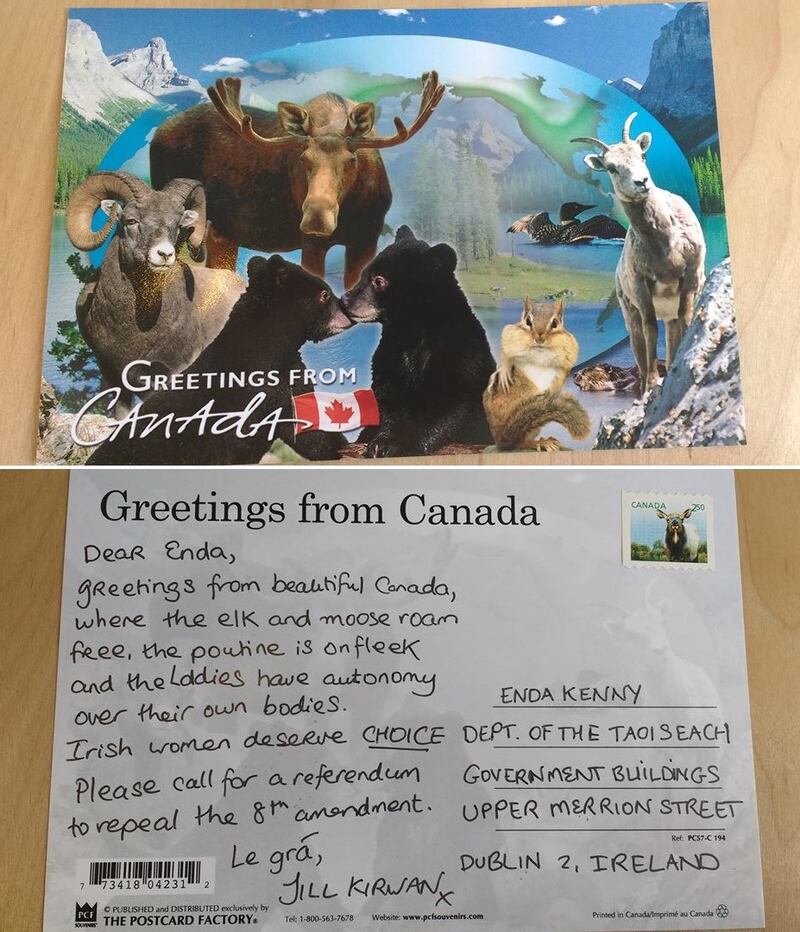 GREETINGS FROM
CANADA
Greetings from Canada
CANADA 250
Dear Enda,
greetings from beautiful Canada,
where the elk and moose roam
free, the poutine is on fleek
and the Laddies have autonomy
over their own bodies.
Irish women deserve CHOICE
Please call for a referendum
to repeal the 8th amendment.
Le grá,
JILL KIRWAN x
ENDA KENNY
DEPT. OF THE TAOISEACH
GOVERNMENT BUILDINGS
UPPER MERRION STREET
Ref: PC57-C 194
DUBLIN 2, IRELAND
7 73418 04231 2
PCF
SOUVENIRS
© PUBLISHED and DISTRIBUTED exclusively by
THE POSTCARD FACTORY®
Tel: 1-800-563-7678
Website: www.pcfsouvenirs.com
Printed in Canada/Imprimé au Canada